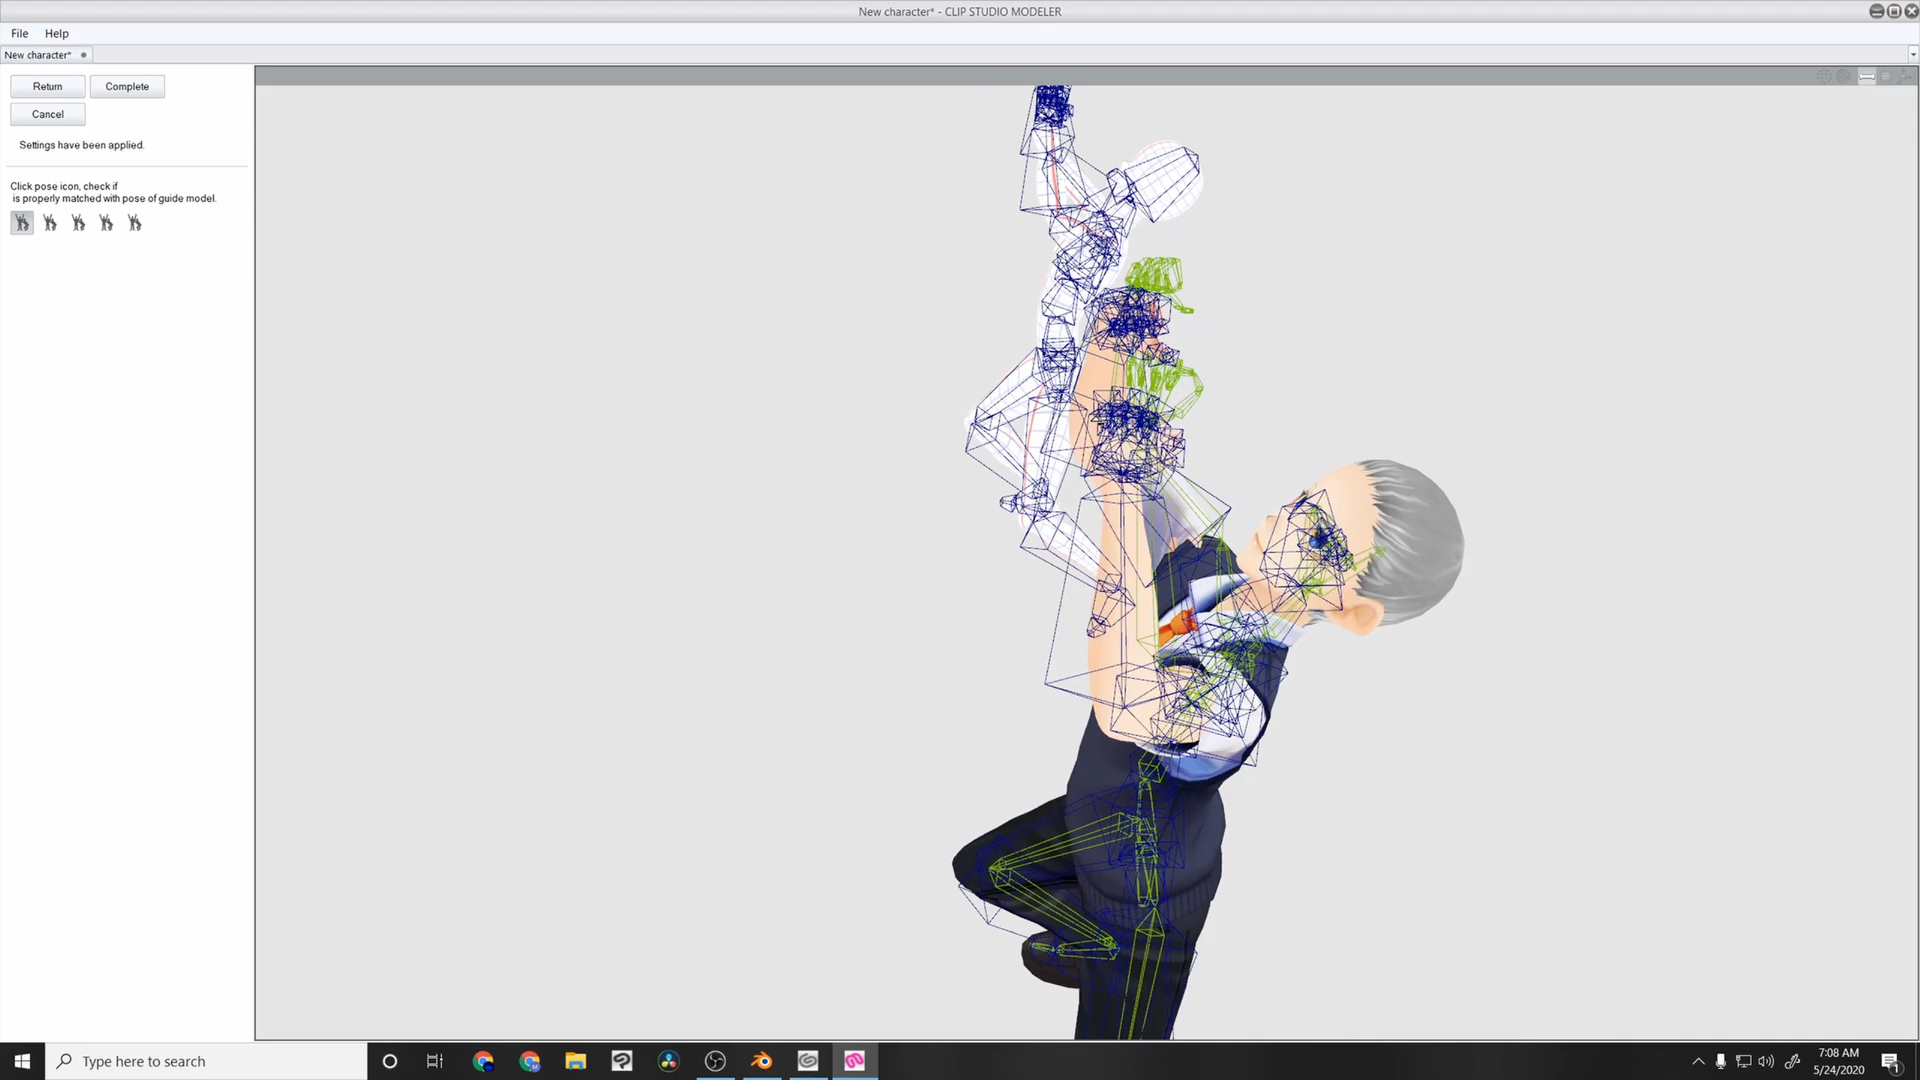 New character* - CLIP STUDIO MODELER
File Help
New character*
Return Complete
Cancel
Settings have been applied.
Click pose icon, check if
is properly matched with pose of guide model.
Type here to search
7:08 AM
5/24/2020
1